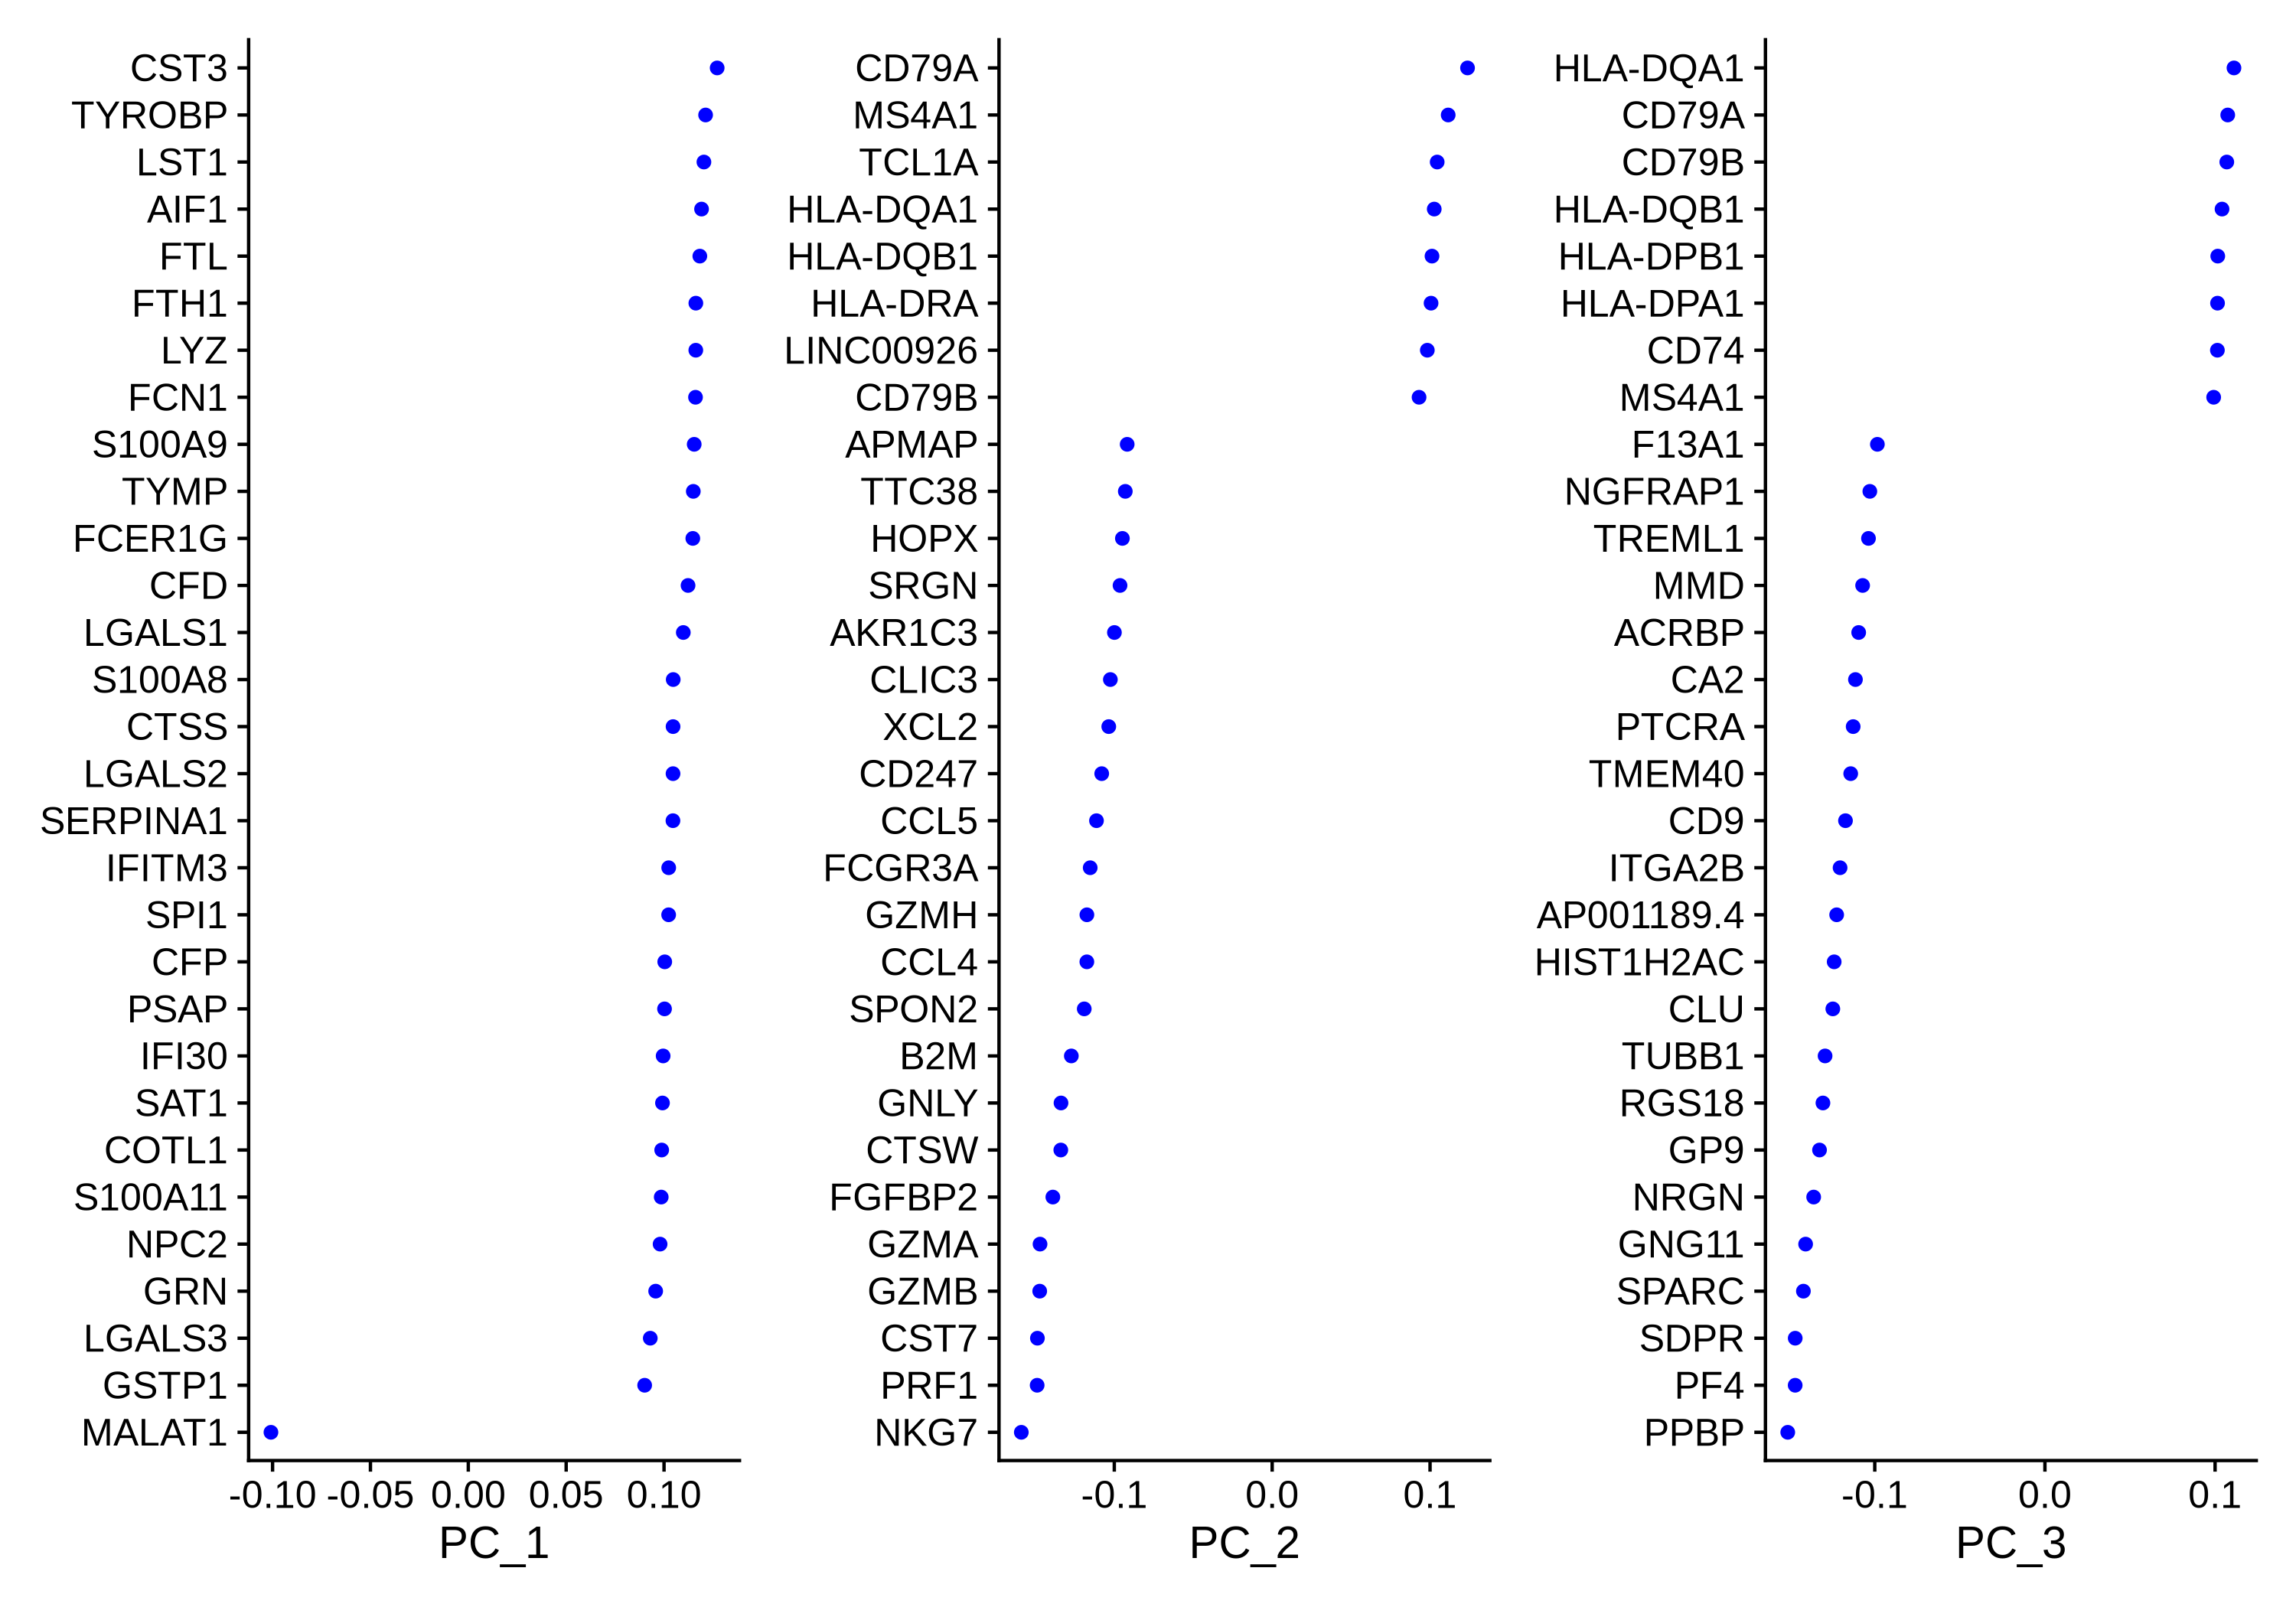 CST3
TYROBP
LST1
AIF1
FTL
FTH1
LYZ
FCN1
S100A9
TYMP
FCER1G
CFD
LGALS1
S100A8
CTSS
LGALS2
SERPINA1
IFITM3
SPI1
CFP
PSAP
IFI30
SAT1
COTL1
S100A11
NPC2
GRN
LGALS3
GSTP1
MALAT1
-0.10 -0.05 0.00 0.05 0.10
PC_1
CD79A
MS4A1
TCL1A
HLA-DQA1
HLA-DQB1
HLA-DRA
LINC00926
CD79B
APMAP
TTC38
HOPX
SRGN
AKR1C3
CLIC3
XCL2
CD247
CCL5
FCGR3A
GZMH
CCL4
SPON2
B2M
GNLY
CTSW
FGFBP2
GZMA
GZMB
CST7
PRF1
NKG7
-0.1 0.0 0.1
PC_2
HLA-DQA1
CD79A
CD79B
HLA-DQB1
HLA-DPB1
HLA-DPA1
CD74
MS4A1
F13A1
NGFRAP1
TREML1
MMD
ACRBP
CA2
PTCRA
TMEM40
CD9
ITGA2B
AP001189.4
HIST1H2AC
CLU
TUBB1
RGS18
GP9
NRGN
GNG11
SPARC
SDPR
PF4
PPBP
-0.1 0.0 0.1
PC_3